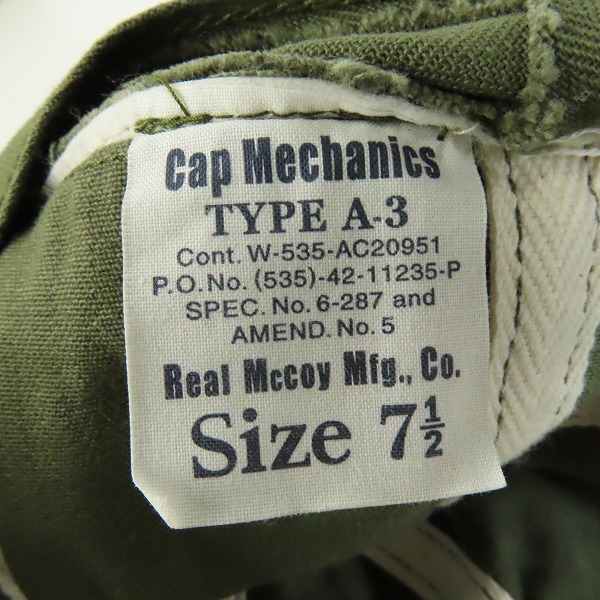 Cap Mechanics
TYPE A-3
Cont. W-535-AC20951
P.O.No. (535)-42-11235-P
SPEC. No. 6-287 and
AMEND. No. 5
Real McCoy Mfg., Co.
Size 7½